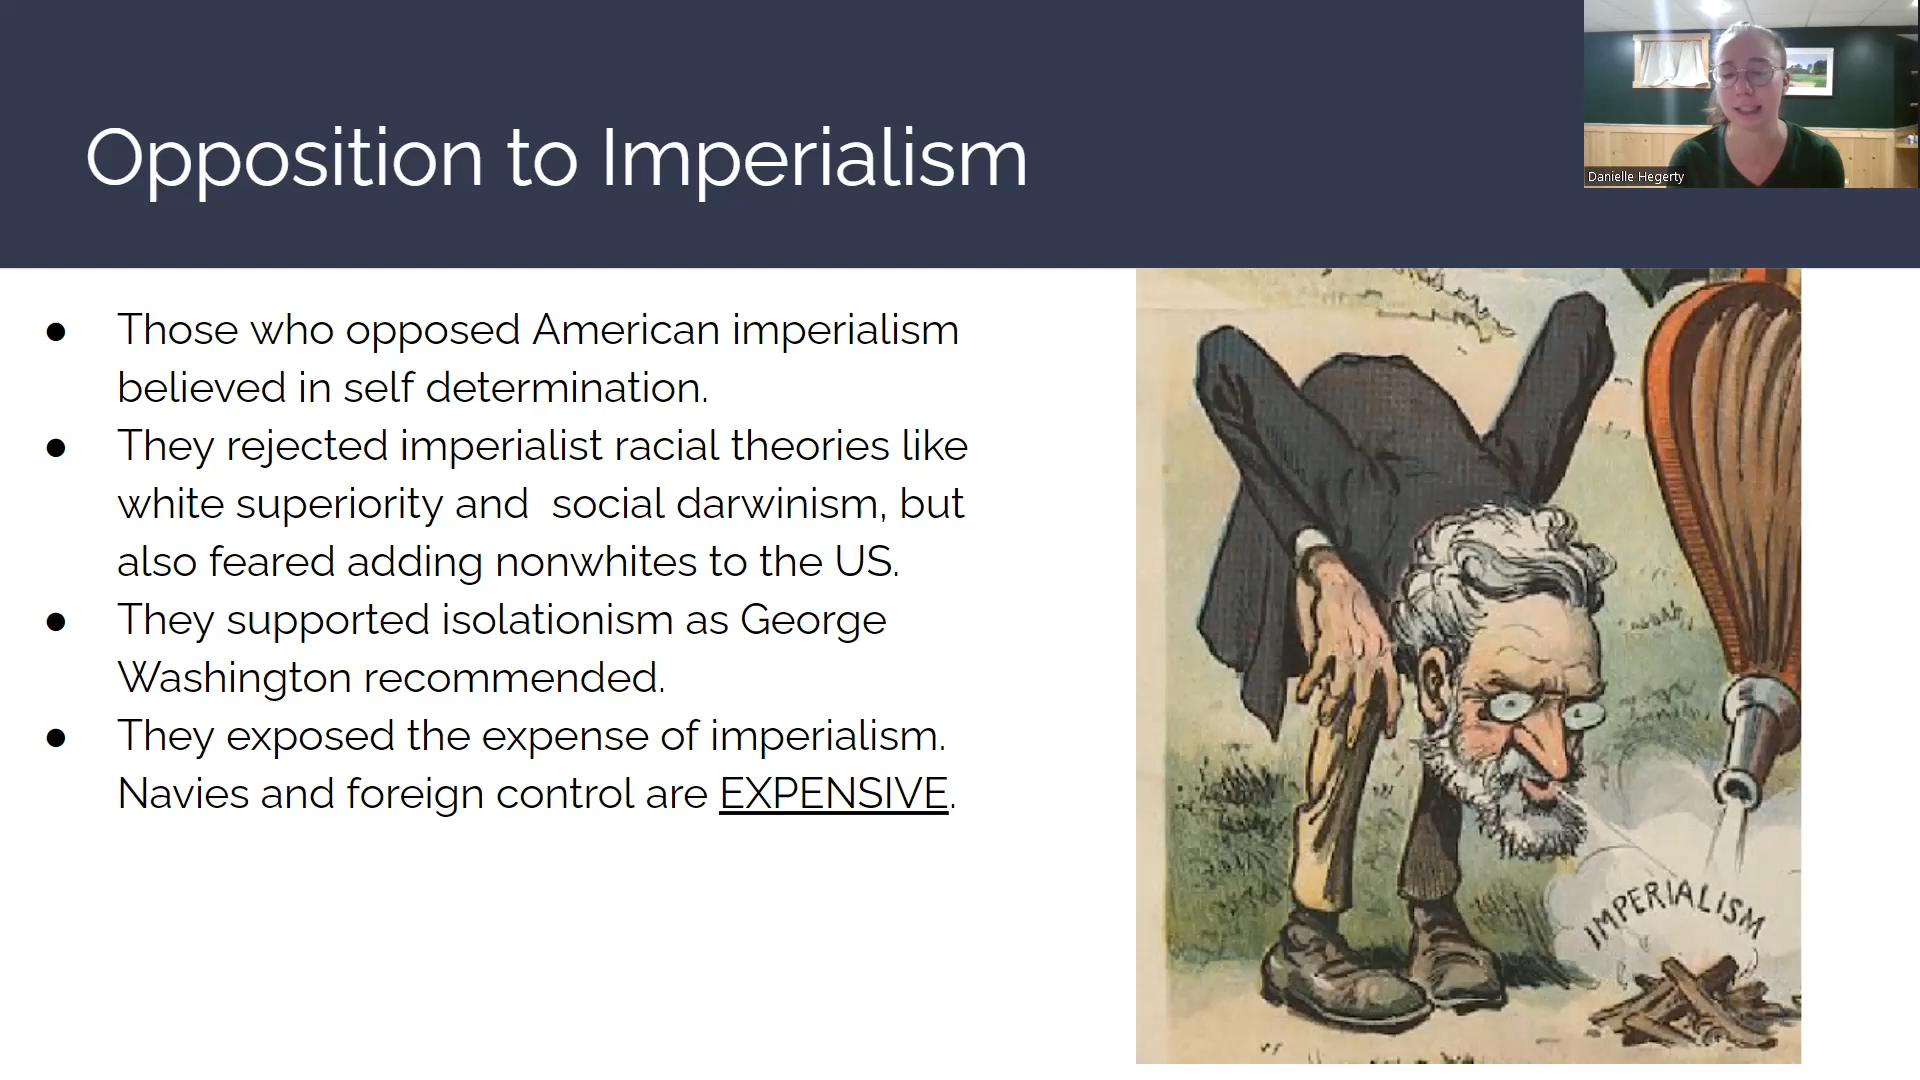 Opposition to Imperialism
Danielle Hegerty
● Those who opposed American imperialism
believed in self determination.
● They rejected imperialist racial theories like
white superiority and  social darwinism, but
also feared adding nonwhites to the US.
● They supported isolationism as George
Washington recommended.
● They exposed the expense of imperialism.
Navies and foreign control are EXPENSIVE.
IMPERIALISM